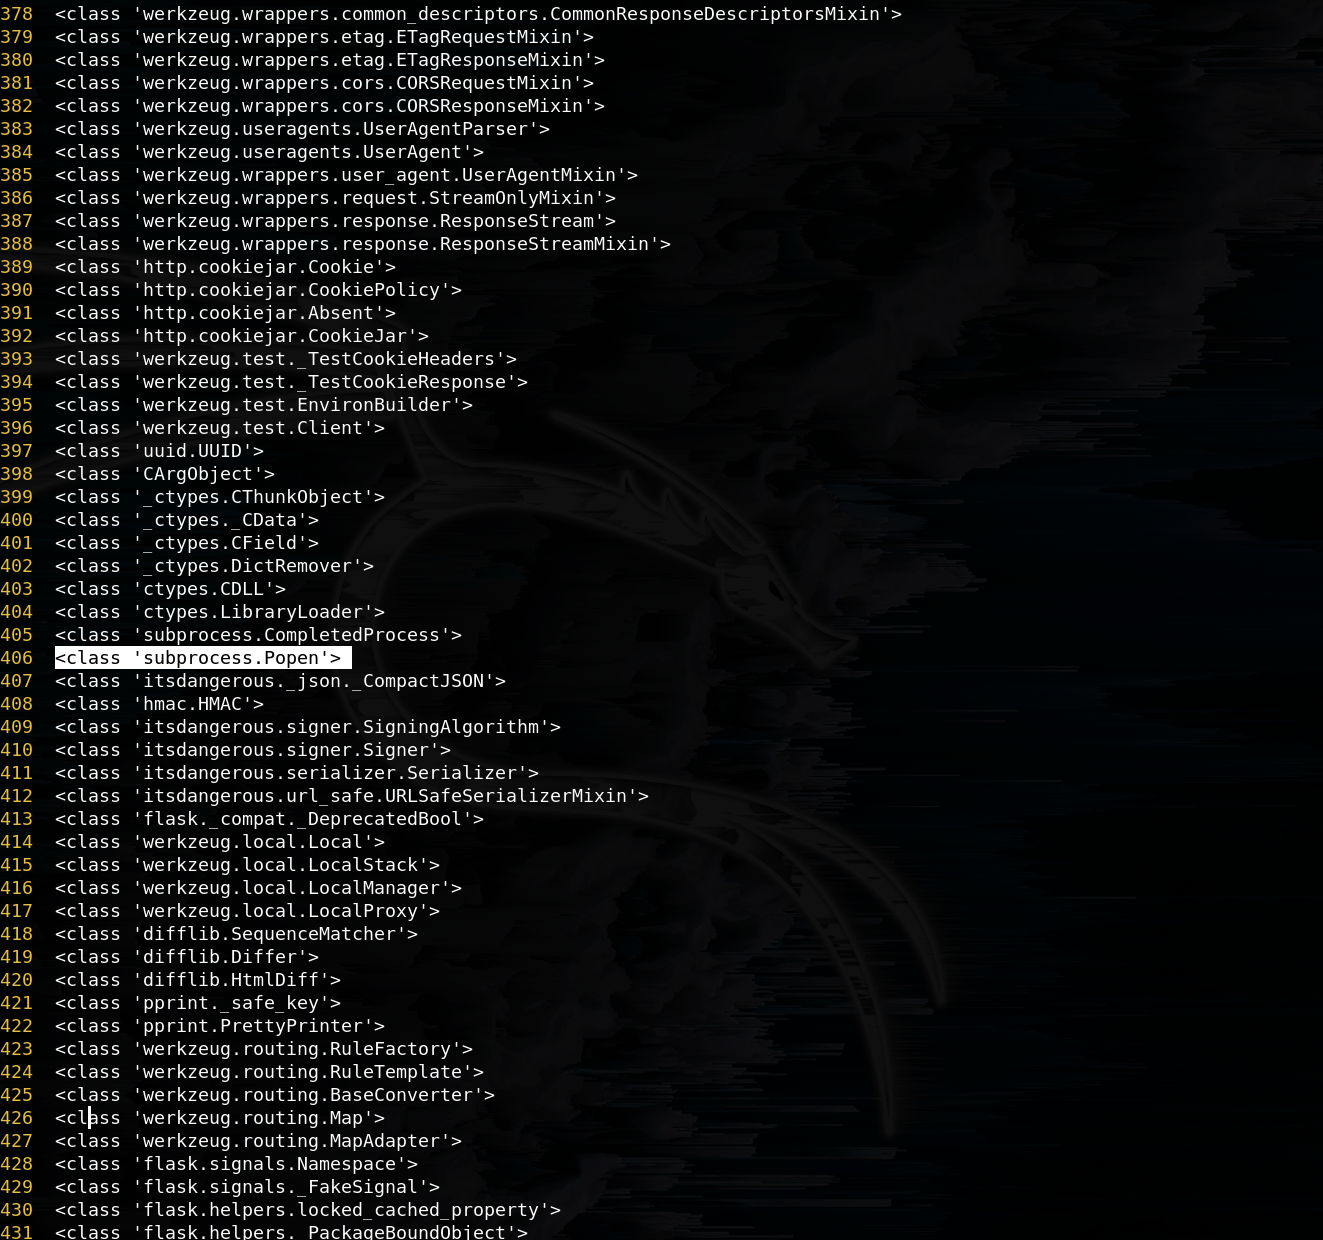 378 <class 'werkzeug.wrappers.common_descriptors.CommonResponseDescriptorsMixin'>
379 <class 'werkzeug.wrappers.etag.ETagRequestMixin'>
380 <class 'werkzeug.wrappers.etag.ETagResponseMixin'>
381 <class 'werkzeug.wrappers.cors.CORSRequestMixin'>
382 <class 'werkzeug.wrappers.cors.CORSResponseMixin'>
383 <class 'werkzeug.useragents.UserAgentParser'>
384 <class 'werkzeug.useragents.UserAgent'>
385 <class 'werkzeug.wrappers.user_agent.UserAgentMixin'>
386 <class 'werkzeug.wrappers.request.StreamOnlyMixin'>
387 <class 'werkzeug.wrappers.response.ResponseStream'>
388 <class 'werkzeug.wrappers.response.ResponseStreamMixin'>
389 <class 'http.cookiejar.Cookie'>
390 <class 'http.cookiejar.CookiePolicy'>
391 <class 'http.cookiejar.Absent'>
392 <class 'http.cookiejar.CookieJar'>
393 <class 'werkzeug.test._TestCookieHeaders'>
394 <class 'werkzeug.test._TestCookieResponse'>
395 <class 'werkzeug.test.EnvironBuilder'>
396 <class 'werkzeug.test.Client'>
397 <class 'uuid.UUID'>
398 <class 'CArgObject'>
399 <class '_ctypes.CThunkObject'>
400 <class '_ctypes._CData'>
401 <class '_ctypes.CField'>
402 <class '_ctypes.DictRemover'>
403 <class 'ctypes.CDLL'>
404 <class 'ctypes.LibraryLoader'>
405 <class 'subprocess.CompletedProcess'>
406 <class 'subprocess.Popen'>
407 <class 'itsdangerous._json._CompactJSON'>
408 <class 'hmac.HMAC'>
409 <class 'itsdangerous.signer.SigningAlgorithm'>
410 <class 'itsdangerous.signer.Signer'>
411 <class 'itsdangerous.serializer.Serializer'>
412 <class 'itsdangerous.url_safe.URLSafeSerializerMixin'>
413 <class 'flask._compat._DeprecatedBool'>
414 <class 'werkzeug.local.Local'>
415 <class 'werkzeug.local.LocalStack'>
416 <class 'werkzeug.local.LocalManager'>
417 <class 'werkzeug.local.LocalProxy'>
418 <class 'difflib.SequenceMatcher'>
419 <class 'difflib.Differ'>
420 <class 'difflib.HtmlDiff'>
421 <class 'pprint._safe_key'>
422 <class 'pprint.PrettyPrinter'>
423 <class 'werkzeug.routing.RuleFactory'>
424 <class 'werkzeug.routing.RuleTemplate'>
425 <class 'werkzeug.routing.BaseConverter'>
426 <class 'werkzeug.routing.Map'>
427 <class 'werkzeug.routing.MapAdapter'>
428 <class 'flask.signals.Namespace'>
429 <class 'flask.signals._FakeSignal'>
430 <class 'flask.helpers.locked_cached_property'>
431 <class 'flask.helpers._PackageBoundObject'>